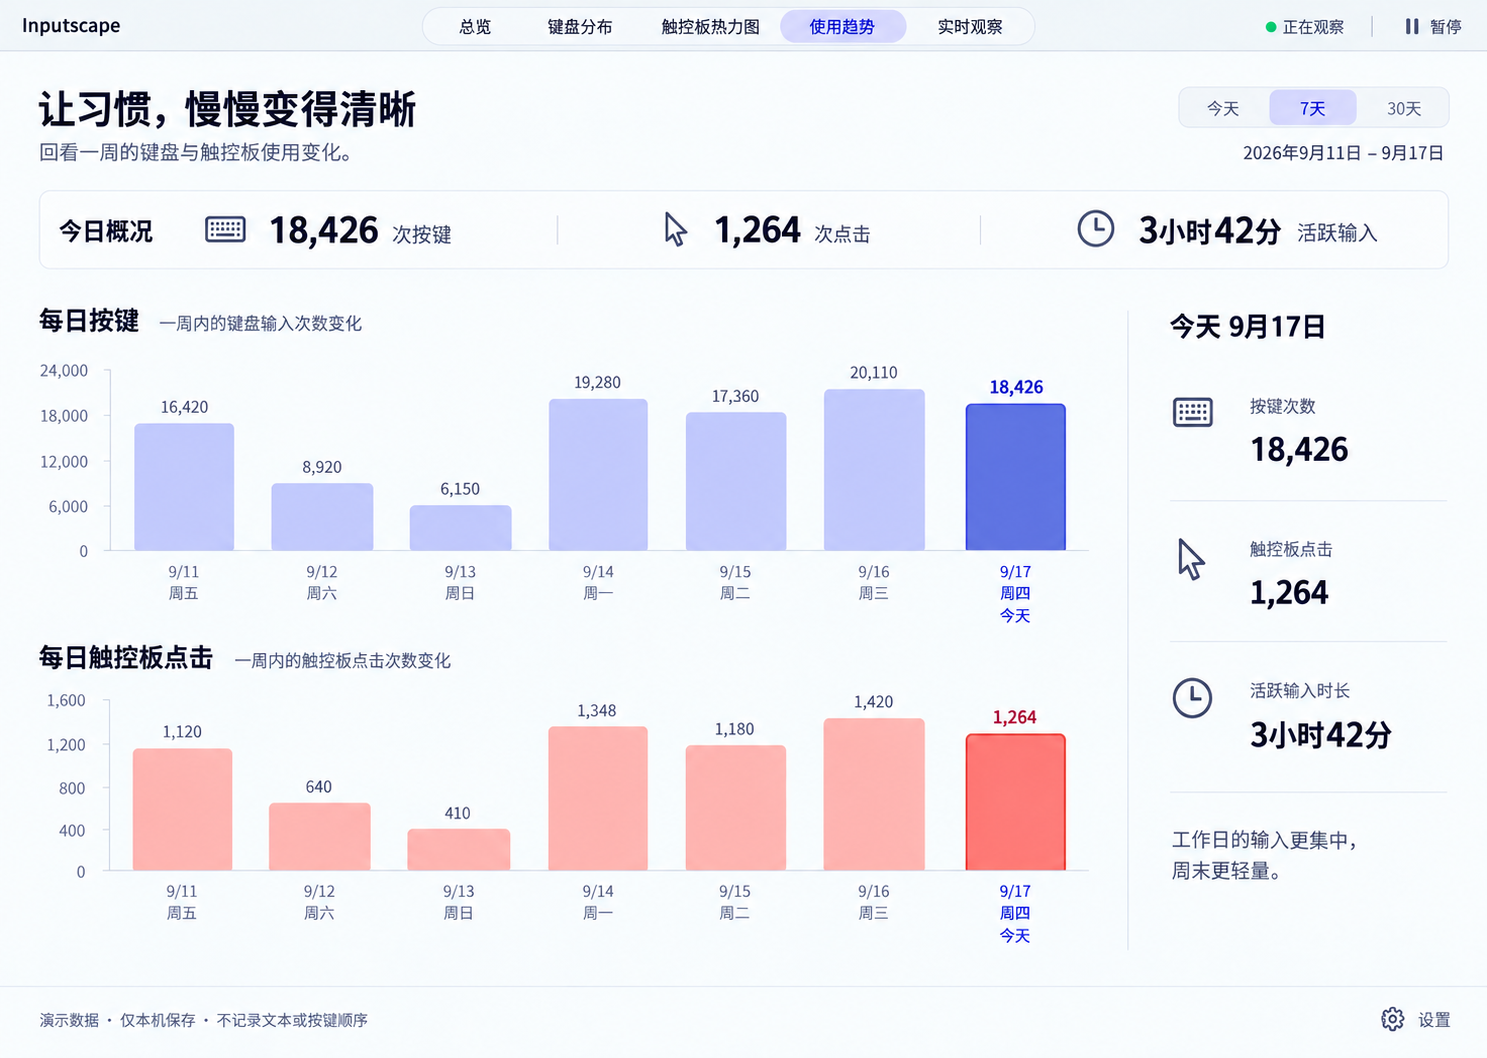 Inputscape
总览
键盘分布
触控板热力图
使用趋势
实时观察
正在观察
暂停
让习惯，慢慢变得清晰
回看一周的键盘与触控板使用变化。
今天
7天
30天
2026年9月11日 – 9月17日
今日概况
18,426 次按键
1,264 次点击
3小时42分 活跃输入
每日按键 一周内的键盘输入次数变化
24,000
18,000
12,000
6,000
0
16,420
8,920
6,150
19,280
17,360
20,110
18,426
9/11
周五
9/12
周六
9/13
周日
9/14
周一
9/15
周二
9/16
周三
9/17
周四
今天
每日触控板点击 一周内的触控板点击次数变化
1,600
1,200
800
400
0
1,120
640
410
1,348
1,180
1,420
1,264
9/11
周五
9/12
周六
9/13
周日
9/14
周一
9/15
周二
9/16
周三
9/17
周四
今天
今天 9月17日
按键次数
18,426
触控板点击
1,264
活跃输入时长
3小时42分
工作日的输入更集中，
周末更轻量。
演示数据 · 仅本机保存 · 不记录文本或按键顺序
设置